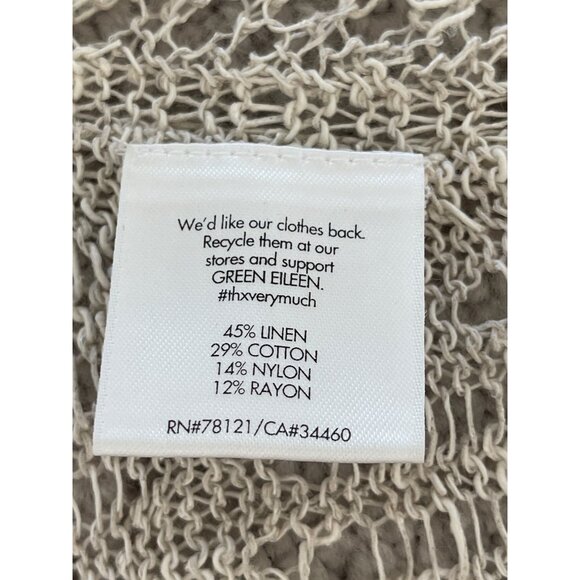 We'd like our clothes back.
Recycle them at our
stores and support
GREEN EILEEN.
#thxverymuch
45% LINEN
29% COTTON
14% NYLON
12% RAYON
RN#78121/CA#34460